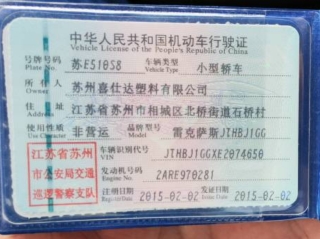 中华人民共和国机动车行驶证
Vehicle License of the People's Republic of China
号牌号码 苏E510S8 车辆类型 小型轿车
Plate No. Vehicle Type
所有人 苏州喜仕达塑料有限公司
Owner
住址 江苏省苏州市相城区北桥街道石桥村
Address
使用性质 非营运 品牌型号 雷克萨斯JTHBJ1GG
Use Character Model
江苏省苏州
市公安局交通
巡逻警察支队
车辆识别代号 JTHBJ1GGXE2074650
VIN
发动机号码 2ARE970281
Engine No.
注册日期 2015-02-02 发证日期 2015-02-02
Register Date Issue Date